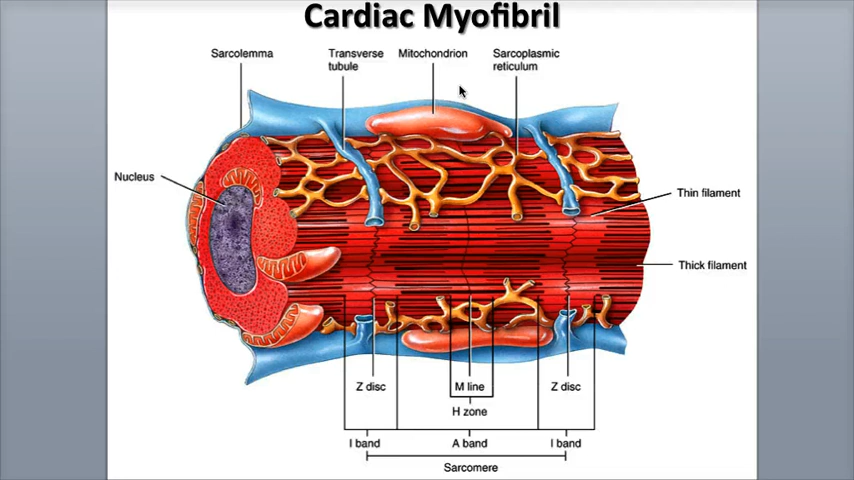 Cardiac Myofibril
Sarcolemma
Transverse
tubule
Mitochondrion
Sarcoplasmic
reticulum
Nucleus
Thin filament
Thick filament
Z disc
M line
Z disc
H zone
I band
A band
I band
Sarcomere